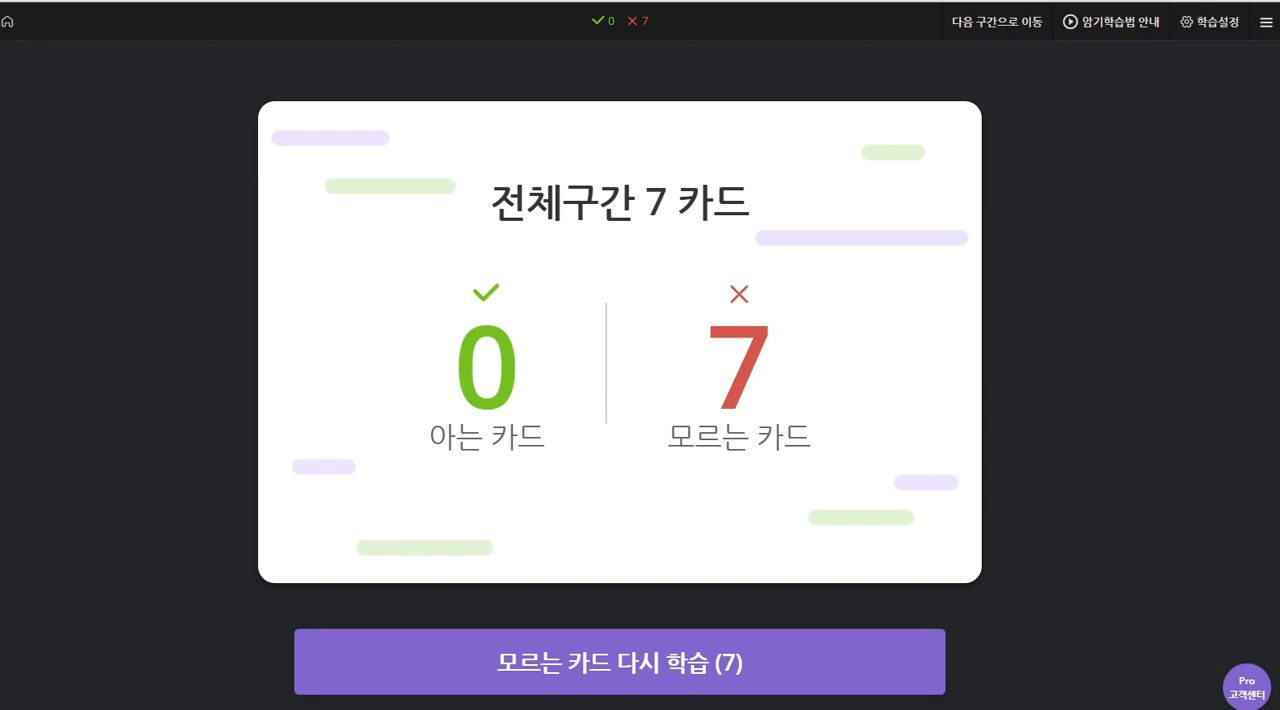 0 7 다음 구간으로 이동 암기학습법 안내 학습설정
전체구간 7 카드
0 7
아는 카드 모르는 카드
모르는 카드 다시 학습 (7)
Pro
고객센터